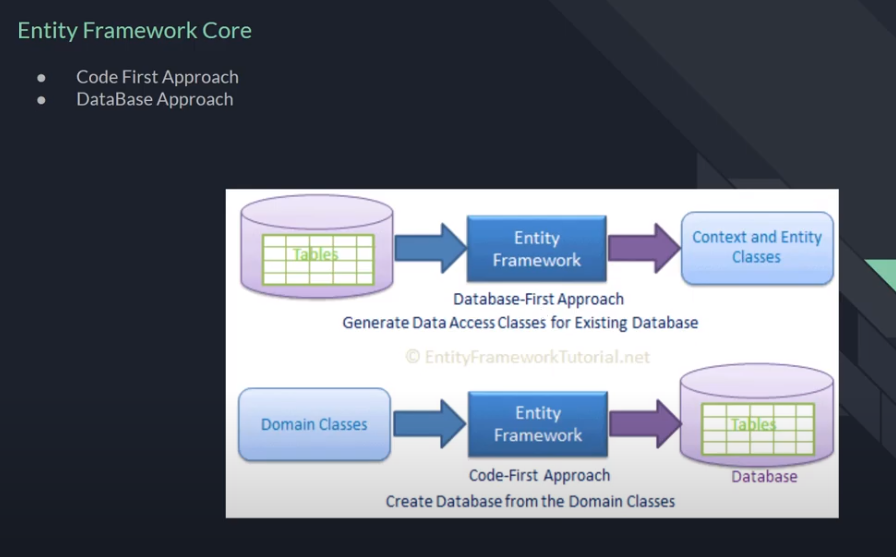 Entity Framework Core
● Code First Approach
● DataBase Approach
Tables
Entity
Framework
Context and Entity
Classes
Database-First Approach
Generate Data Access Classes for Existing Database
© EntityFrameworkTutorial.net
Domain Classes
Entity
Framework
Tables
Code-First Approach
Database
Create Database from the Domain Classes